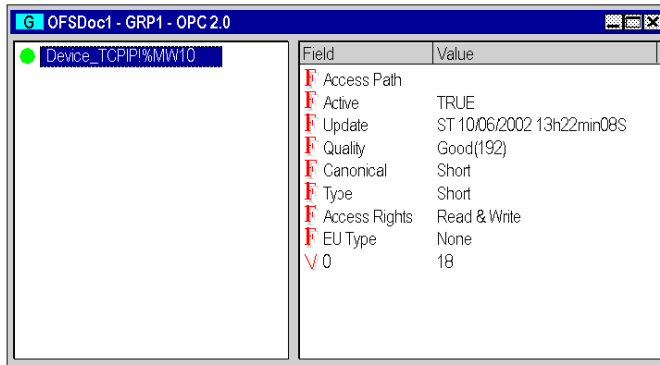 G OFSDoc1 - GRP1 - OPC 2.0
Device_TCPIP!%MW10
Field Value
F Access Path
F Active TRUE
F Update ST 10/06/2002 13h22min08S
F Quality Good(192)
F Canonical Short
F Type Short
F Access Rights Read & Write
F EU Type None
V 0 18